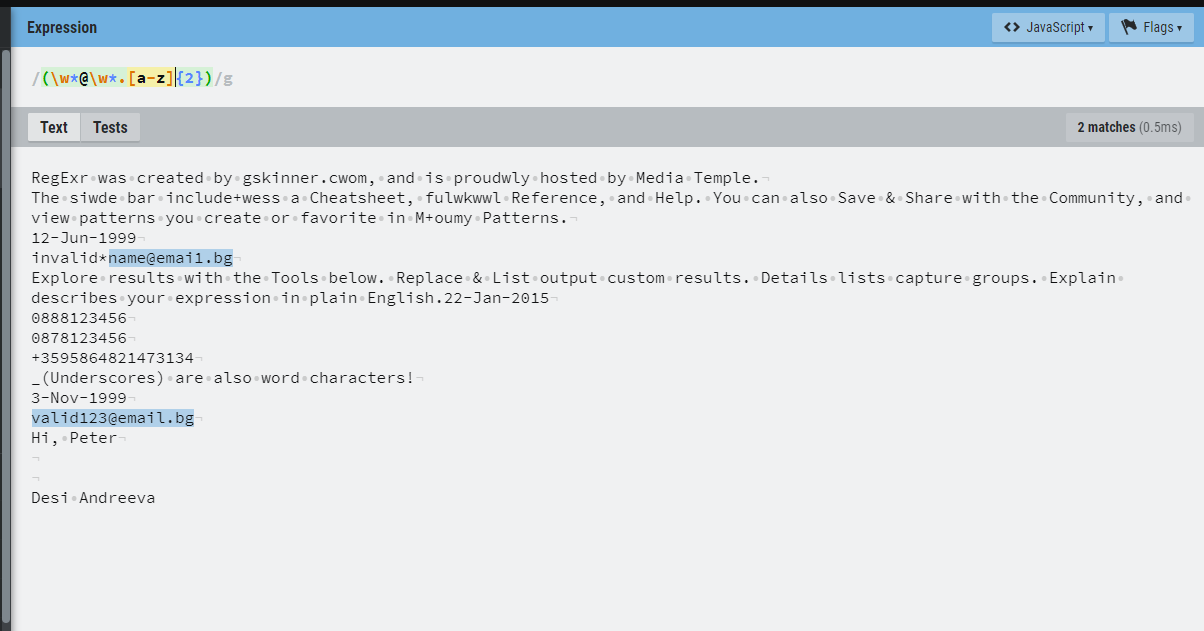 Expression
<> JavaScript ▾
Flags ▾
/(\w*@\w*.[a-z]{2})/g
Text
Tests
2 matches (0.5ms)
RegExr was created by gskinner.cwom, and is proudwly hosted by Media Temple.
The siwde bar include+wess a Cheatsheet, fulwkwwl Reference, and Help. You can also Save & Share with the Community, and
view patterns you create or favorite in M+oumy Patterns.
12-Jun-1999
invalid*name@emai1.bg
Explore results with the Tools below. Replace & List output custom results. Details lists capture groups. Explain
describes your expression in plain English.22-Jan-2015
0888123456
0878123456
+3595864821473134
_(Underscores) are also word characters!
3-Nov-1999
valid123@email.bg
Hi, Peter
Desi Andreeva